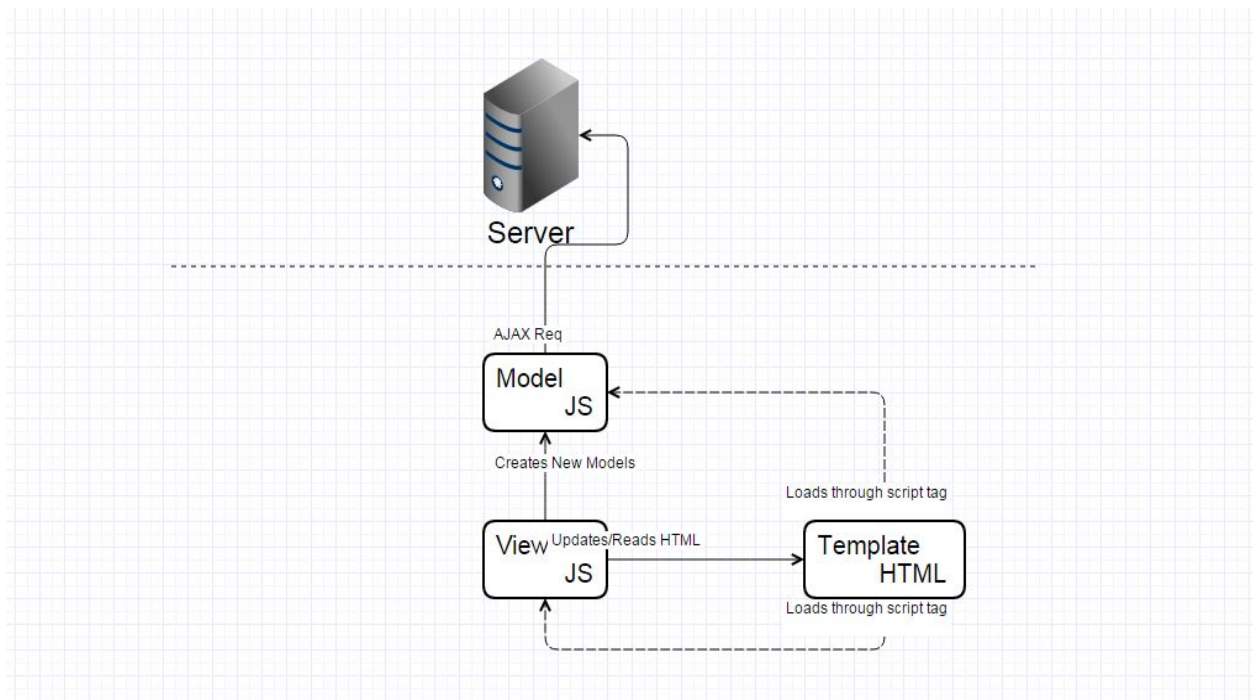 Server
AJAX Req
Model
JS
Creates New Models
Loads through script tag
View
Updates/Reads HTML
JS
Template
HTML
Loads through script tag